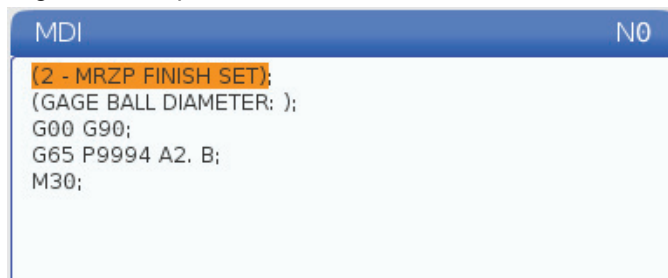 MDI N0
(2 - MRZP FINISH SET);
(GAGE BALL DIAMETER: );
G00 G90;
G65 P9994 A2. B;
M30;